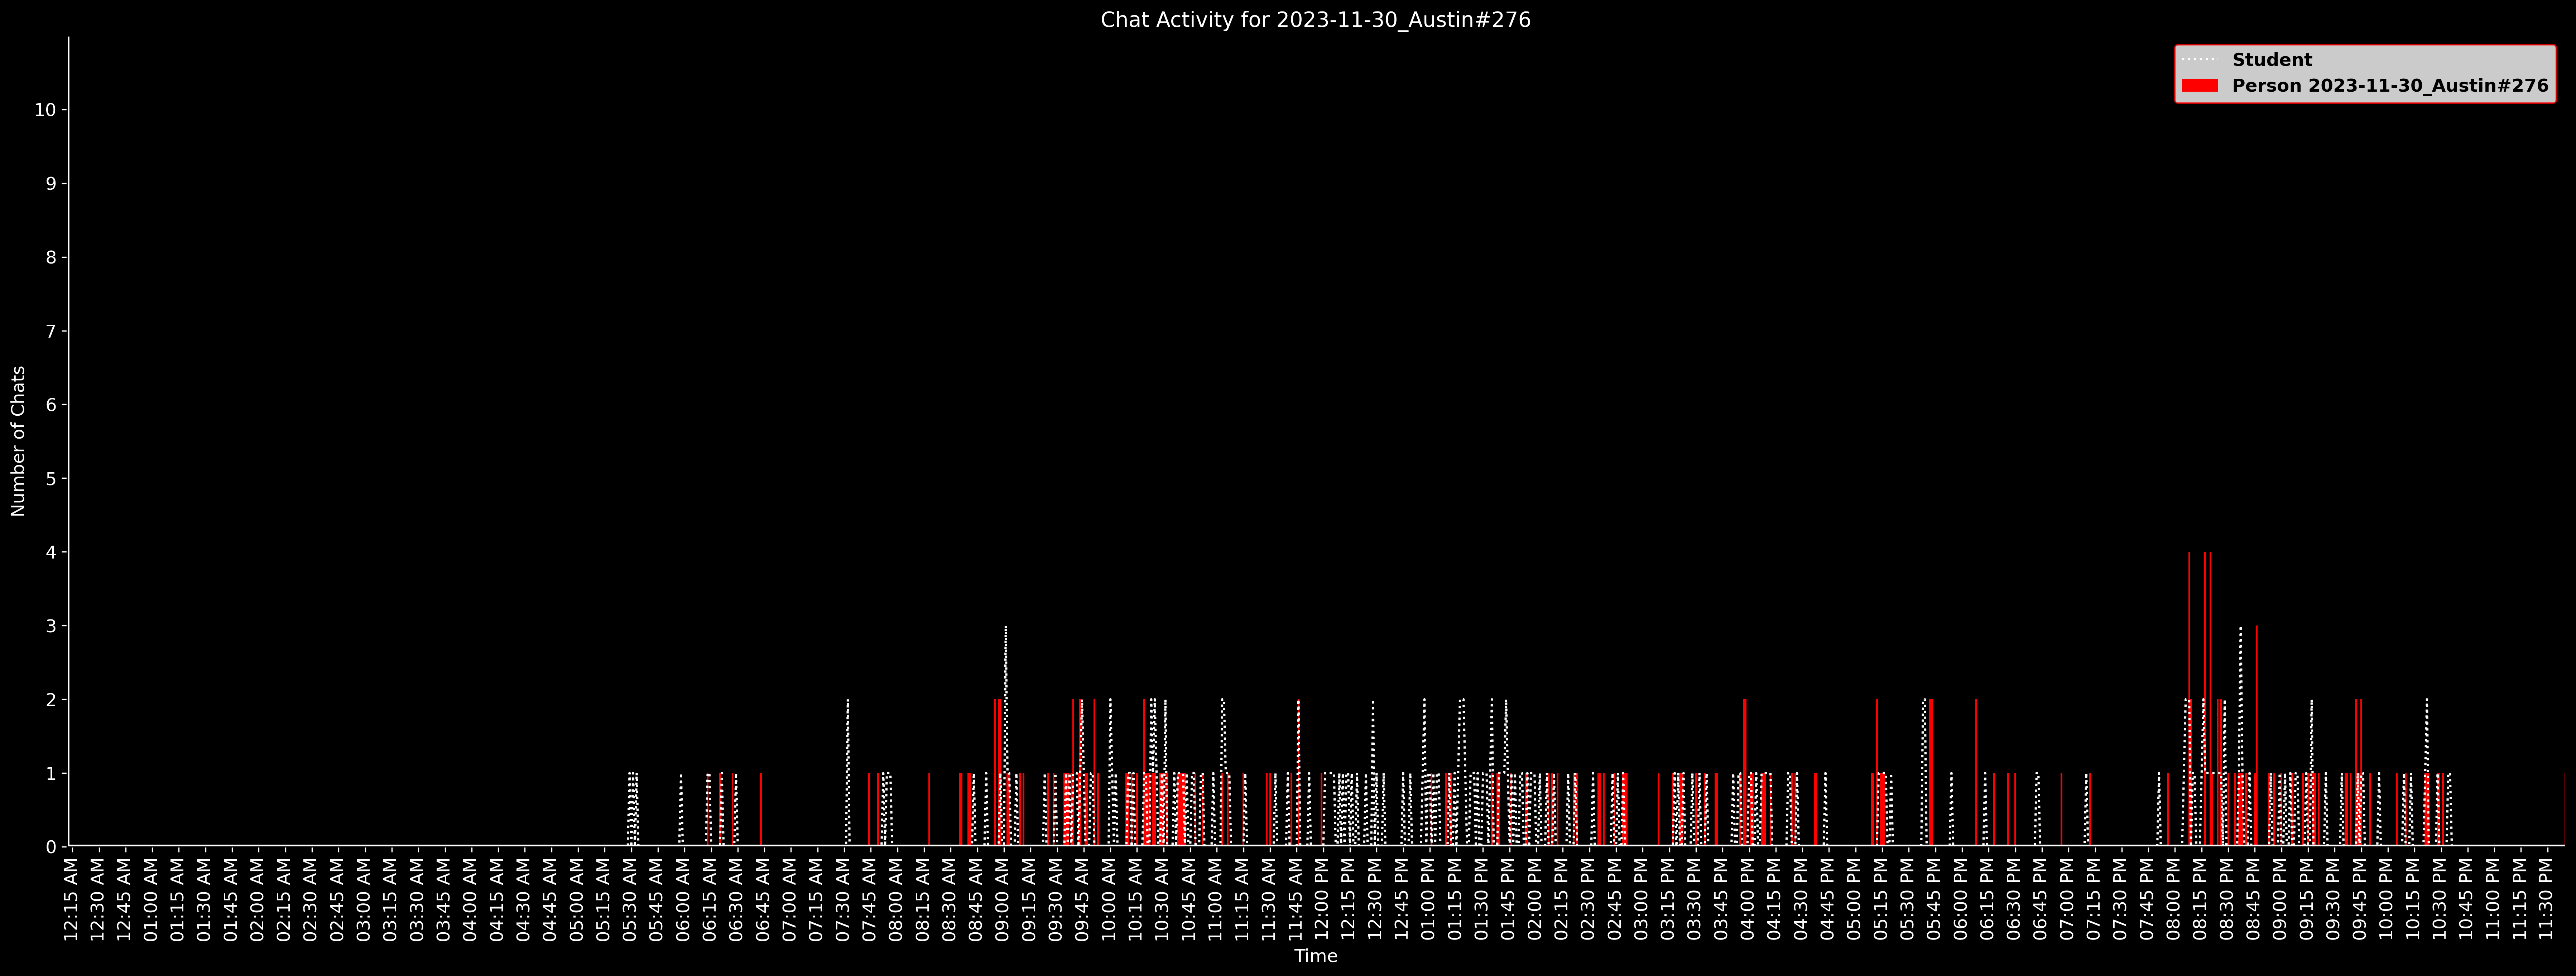 Chat Activity for 2023-11-30_Austin#276
Student
Person 2023-11-30_Austin#276
Number of Chats
10
9
8
7
6
5
4
3
2
1
0
12:15 AM
12:30 AM
12:45 AM
01:00 AM
01:15 AM
01:30 AM
01:45 AM
02:00 AM
02:15 AM
02:30 AM
02:45 AM
03:00 AM
03:15 AM
03:30 AM
03:45 AM
04:00 AM
04:15 AM
04:30 AM
04:45 AM
05:00 AM
05:15 AM
05:30 AM
05:45 AM
06:00 AM
06:15 AM
06:30 AM
06:45 AM
07:00 AM
07:15 AM
07:30 AM
07:45 AM
08:00 AM
08:15 AM
08:30 AM
08:45 AM
09:00 AM
09:15 AM
09:30 AM
09:45 AM
10:00 AM
10:15 AM
10:30 AM
10:45 AM
11:00 AM
11:15 AM
11:30 AM
11:45 AM
12:00 PM
12:15 PM
12:30 PM
12:45 PM
01:00 PM
01:15 PM
01:30 PM
01:45 PM
02:00 PM
02:15 PM
02:30 PM
02:45 PM
03:00 PM
03:15 PM
03:30 PM
03:45 PM
04:00 PM
04:15 PM
04:30 PM
04:45 PM
05:00 PM
05:15 PM
05:30 PM
05:45 PM
06:00 PM
06:15 PM
06:30 PM
06:45 PM
07:00 PM
07:15 PM
07:30 PM
07:45 PM
08:00 PM
08:15 PM
08:30 PM
08:45 PM
09:00 PM
09:15 PM
09:30 PM
09:45 PM
10:00 PM
10:15 PM
10:30 PM
10:45 PM
11:00 PM
11:15 PM
11:30 PM
Time